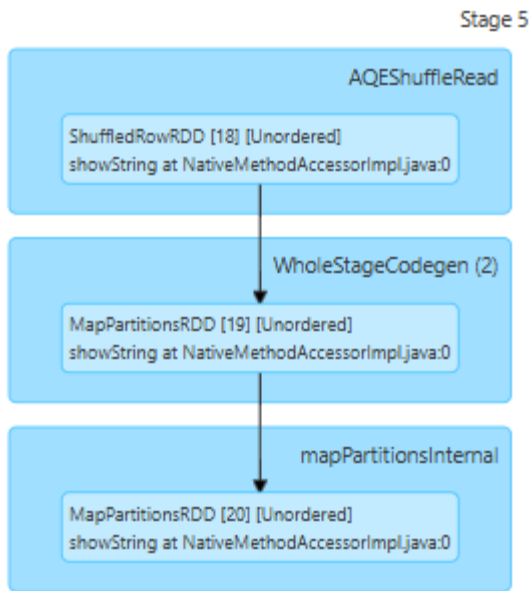 Stage 5
AQEShuffleRead
ShuffledRowRDD [18] [Unordered]
showString at NativeMethodAccessorImpl.java:0
WholeStageCodegen (2)
MapPartitionsRDD [19] [Unordered]
showString at NativeMethodAccessorImpl.java:0
mapPartitionsInternal
MapPartitionsRDD [20] [Unordered]
showString at NativeMethodAccessorImpl.java:0